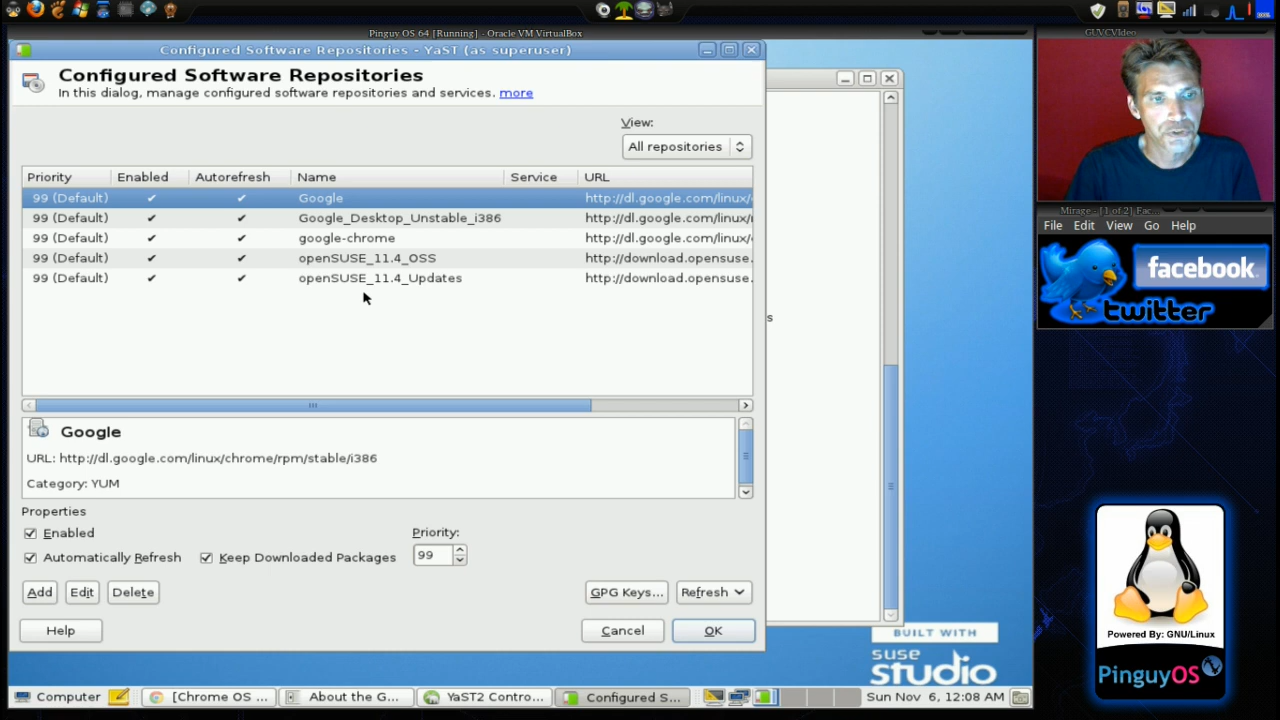 Pinguy OS 64 [Running] - Oracle VM VirtualBox
GUVCVideo
Configured Software Repositories - YaST (as superuser)
Configured Software Repositories
In this dialog, manage configured software repositories and services. more
View:
All repositories
Priority Enabled Autorefresh Name Service URL
99 (Default) ✔ ✔ Google http://dl.google.com/linux/
99 (Default) ✔ ✔ Google_Desktop_Unstable_i386 http://dl.google.com/linux/
99 (Default) ✔ ✔ google-chrome http://dl.google.com/linux/
99 (Default) ✔ ✔ openSUSE_11.4_OSS http://download.opensuse.
99 (Default) ✔ ✔ openSUSE_11.4_Updates http://download.opensuse.
s
Google
URL: http://dl.google.com/linux/chrome/rpm/stable/i386
Category: YUM
Properties
Enabled
Priority:
Automatically Refresh Keep Downloaded Packages 99
Add Edit Delete GPG Keys... Refresh
Help Cancel OK
BUILT WITH
suse
studio
Computer [Chrome OS ... About the G... YaST2 Contro... Configured S... Sun Nov 6, 12:08 AM
Mirage - [1 of 2] Fac...
File Edit View Go Help
facebook
twitter
Powered By: GNU/Linux
PinguyOS